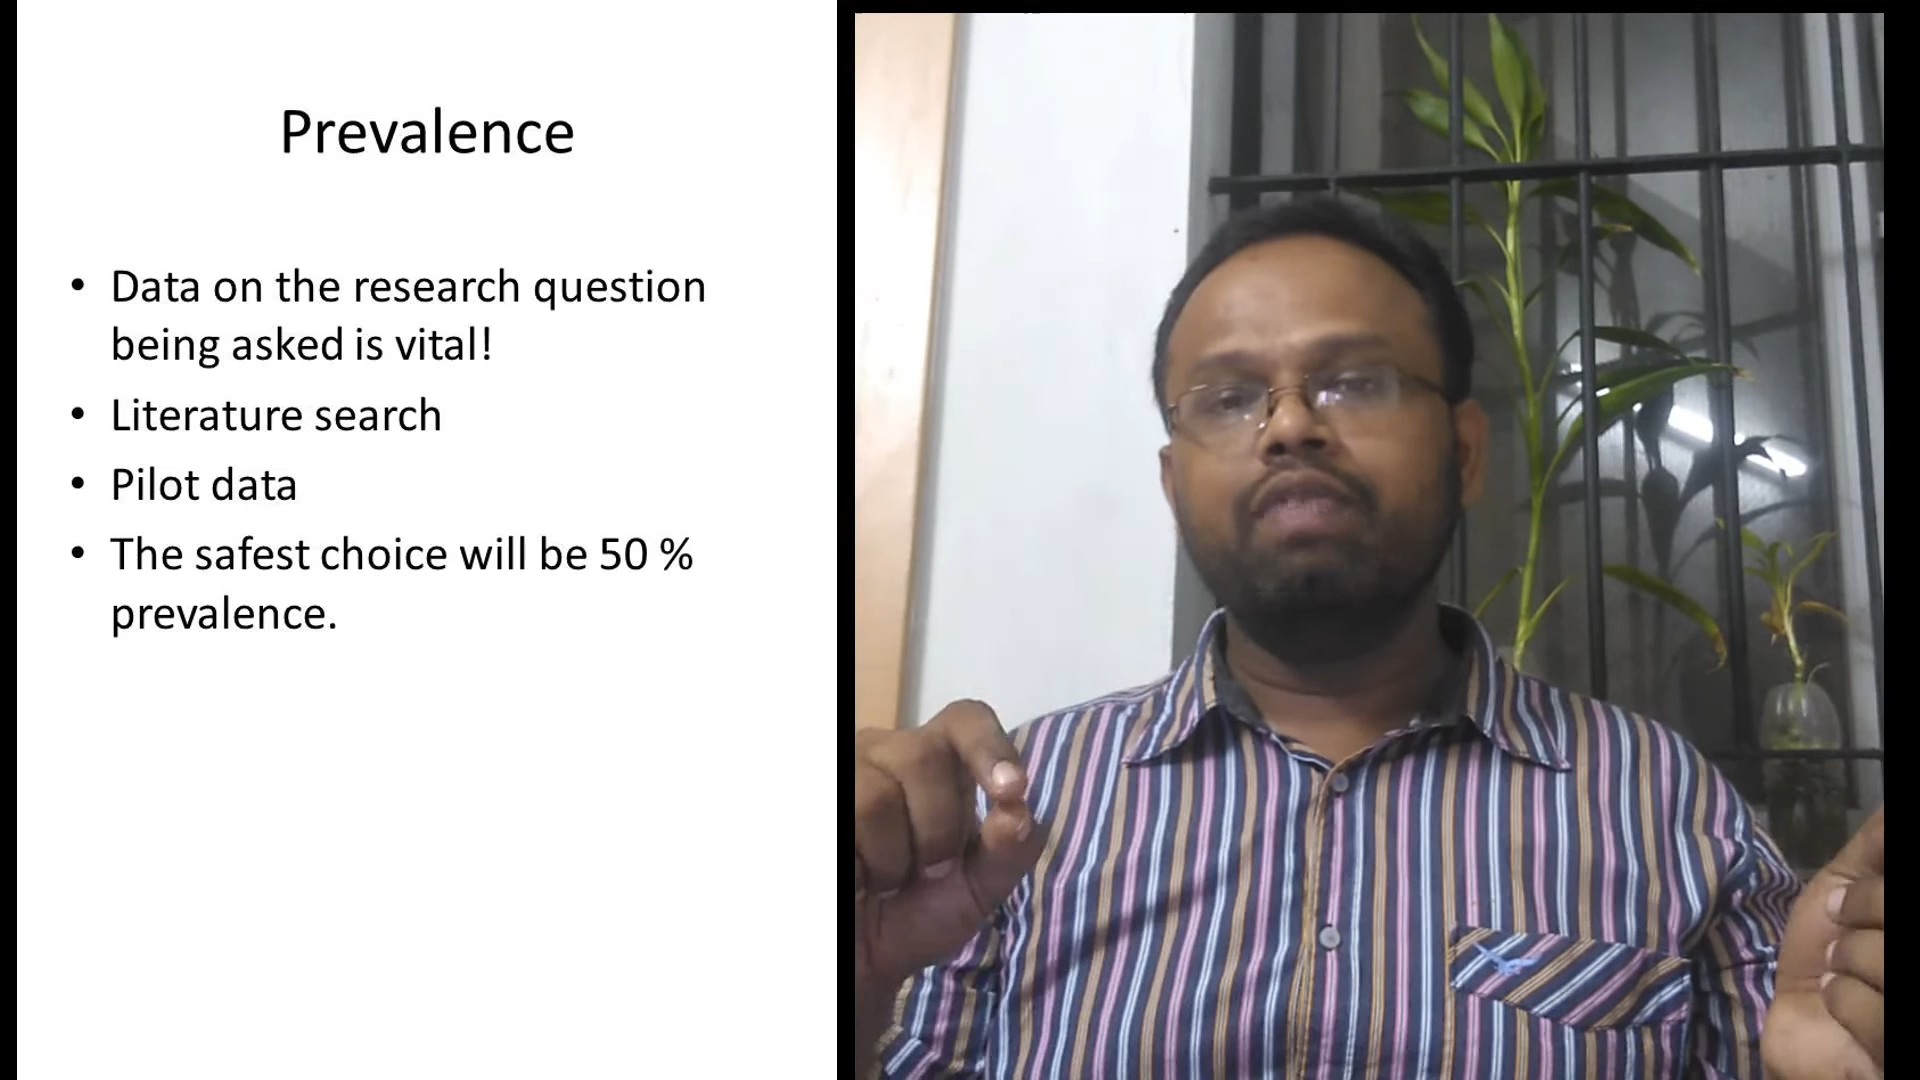 Prevalence
• Data on the research question
being asked is vital!
• Literature search
• Pilot data
• The safest choice will be 50 %
prevalence.